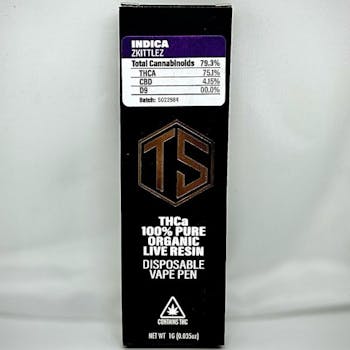 INDICA
ZKITTLEZ
Total Cannabinoids 79.3%
THCA 75.1%
CBD 4.15%
D9 00.0%
Batch: S022984
TS
THCa
100% PURE
ORGANIC
LIVE RESIN
DISPOSABLE
VAPE PEN
CONTAINS THC
NET WT 1G (0.035oz)